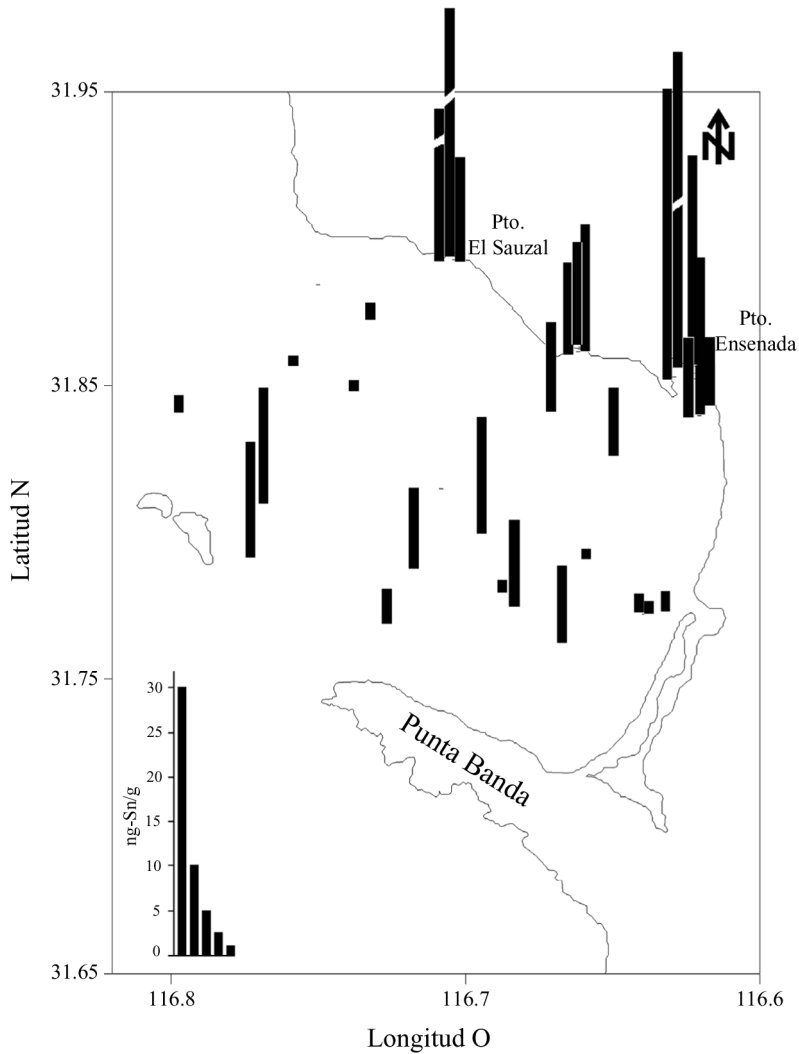 31.95
N
Pto.
El Sauzal
Pto.
Ensenada
31.85
Latitud N
31.75
30
25
20
15
10
5
0
ng-Sn/g
Punta Banda
31.65
116.8
116.7
116.6
Longitud O